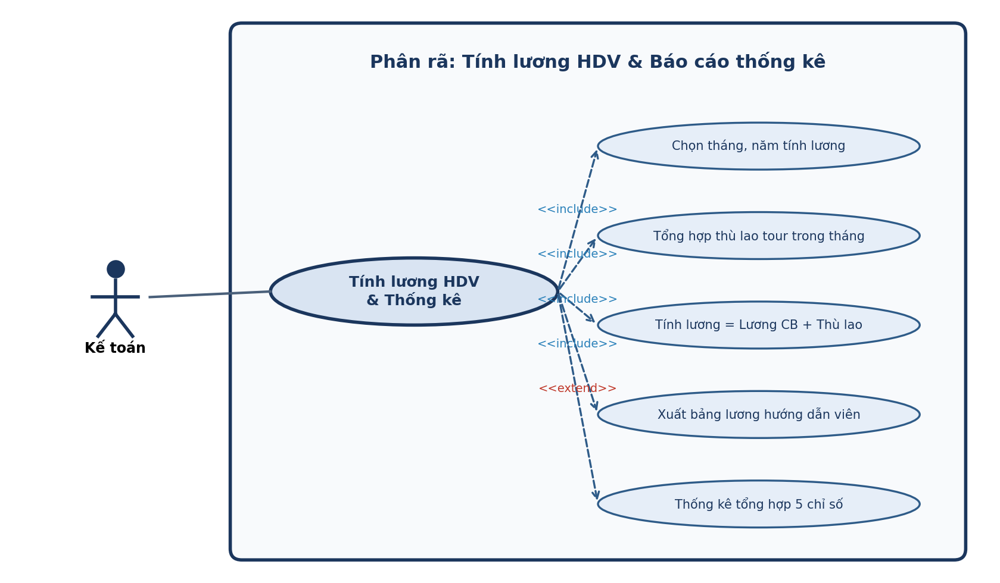 Phân rã: Tính lương HDV & Báo cáo thống kê
Chọn tháng, năm tính lương
<<include>>
Tổng hợp thù lao tour trong tháng
<<include>>
Tính lương HDV
& Thống kê
<<include>>
Tính lương = Lương CB + Thù lao
<<include>>
Kế toán
<<extend>>
Xuất bảng lương hướng dẫn viên
Thống kê tổng hợp 5 chỉ số